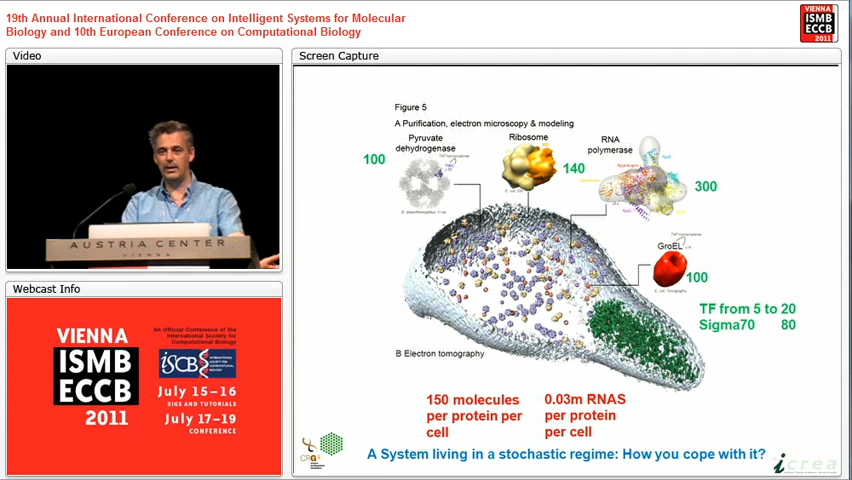 19th Annual International Conference on Intelligent Systems for Molecular
Biology and 10th European Conference on Computational Biology
VIENNA
ISMB
ECCB
2011
Video
AUSTRIA CENTER
VIENNA
Webcast Info
VIENNA
ISMB
ECCB
2011
An Official Conference of the
International Society for
Computational Biology
ISCB
INTERNATIONAL
SOCIETY FOR
COMPUTATIONAL
BIOLOGY
July 15–16
SIGS AND TUTORIALS
July 17–19
CONFERENCE
Screen Capture
Figure 5
A Purification, electron microscopy & modeling
Pyruvate
dehydrogenase
Ribosome
RNA
polymerase
100
140
300
GroEL
100
TF from 5 to 20
Sigma70 80
B Electron tomography
150 molecules
per protein per
cell
0.03m RNAS
per protein
per cell
A System living in a stochastic regime: How you cope with it?
CRG
icrea